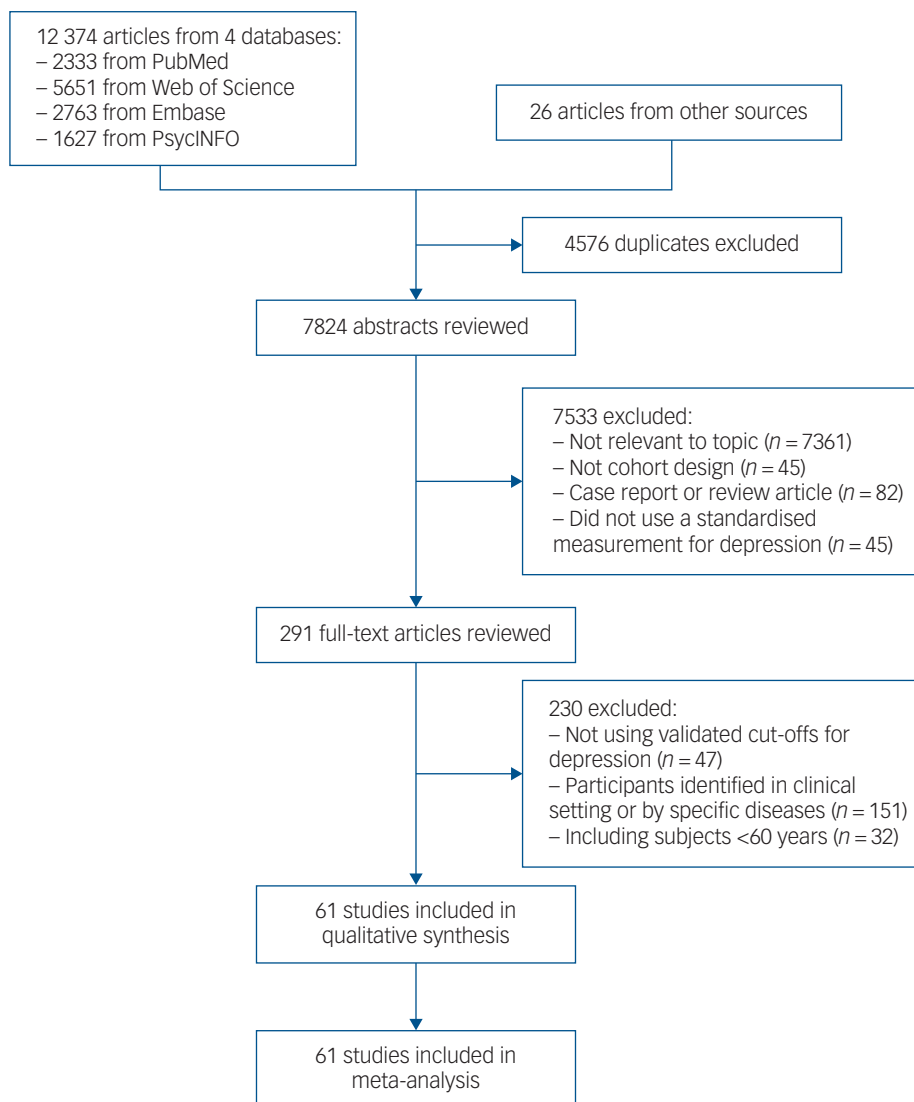 12 374 articles from 4 databases:
– 2333 from PubMed
– 5651 from Web of Science
– 2763 from Embase
– 1627 from PsycINFO
26 articles from other sources
4576 duplicates excluded
7824 abstracts reviewed
7533 excluded:
– Not relevant to topic (n = 7361)
– Not cohort design (n = 45)
– Case report or review article (n = 82)
– Did not use a standardised
measurement for depression (n = 45)
291 full-text articles reviewed
230 excluded:
– Not using validated cut-offs for
depression (n = 47)
– Participants identified in clinical
setting or by specific diseases (n = 151)
– Including subjects <60 years (n = 32)
61 studies included in
qualitative synthesis
61 studies included in
meta-analysis